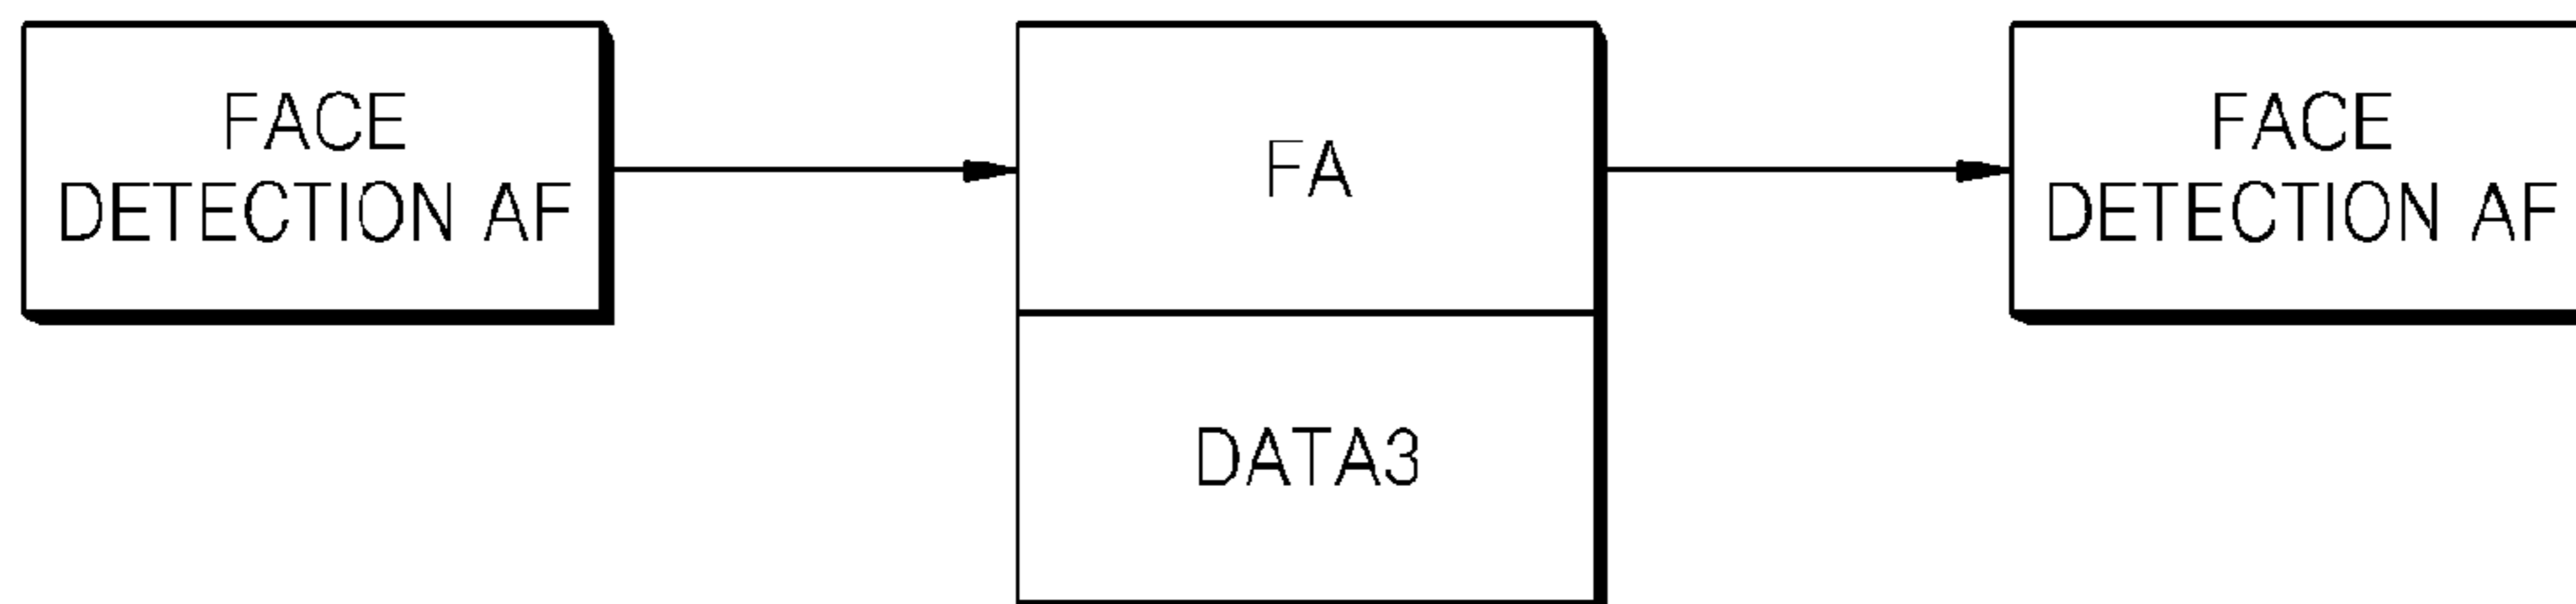 FACE
DETECTION AF
FA
DATA3
FACE
DETECTION AF